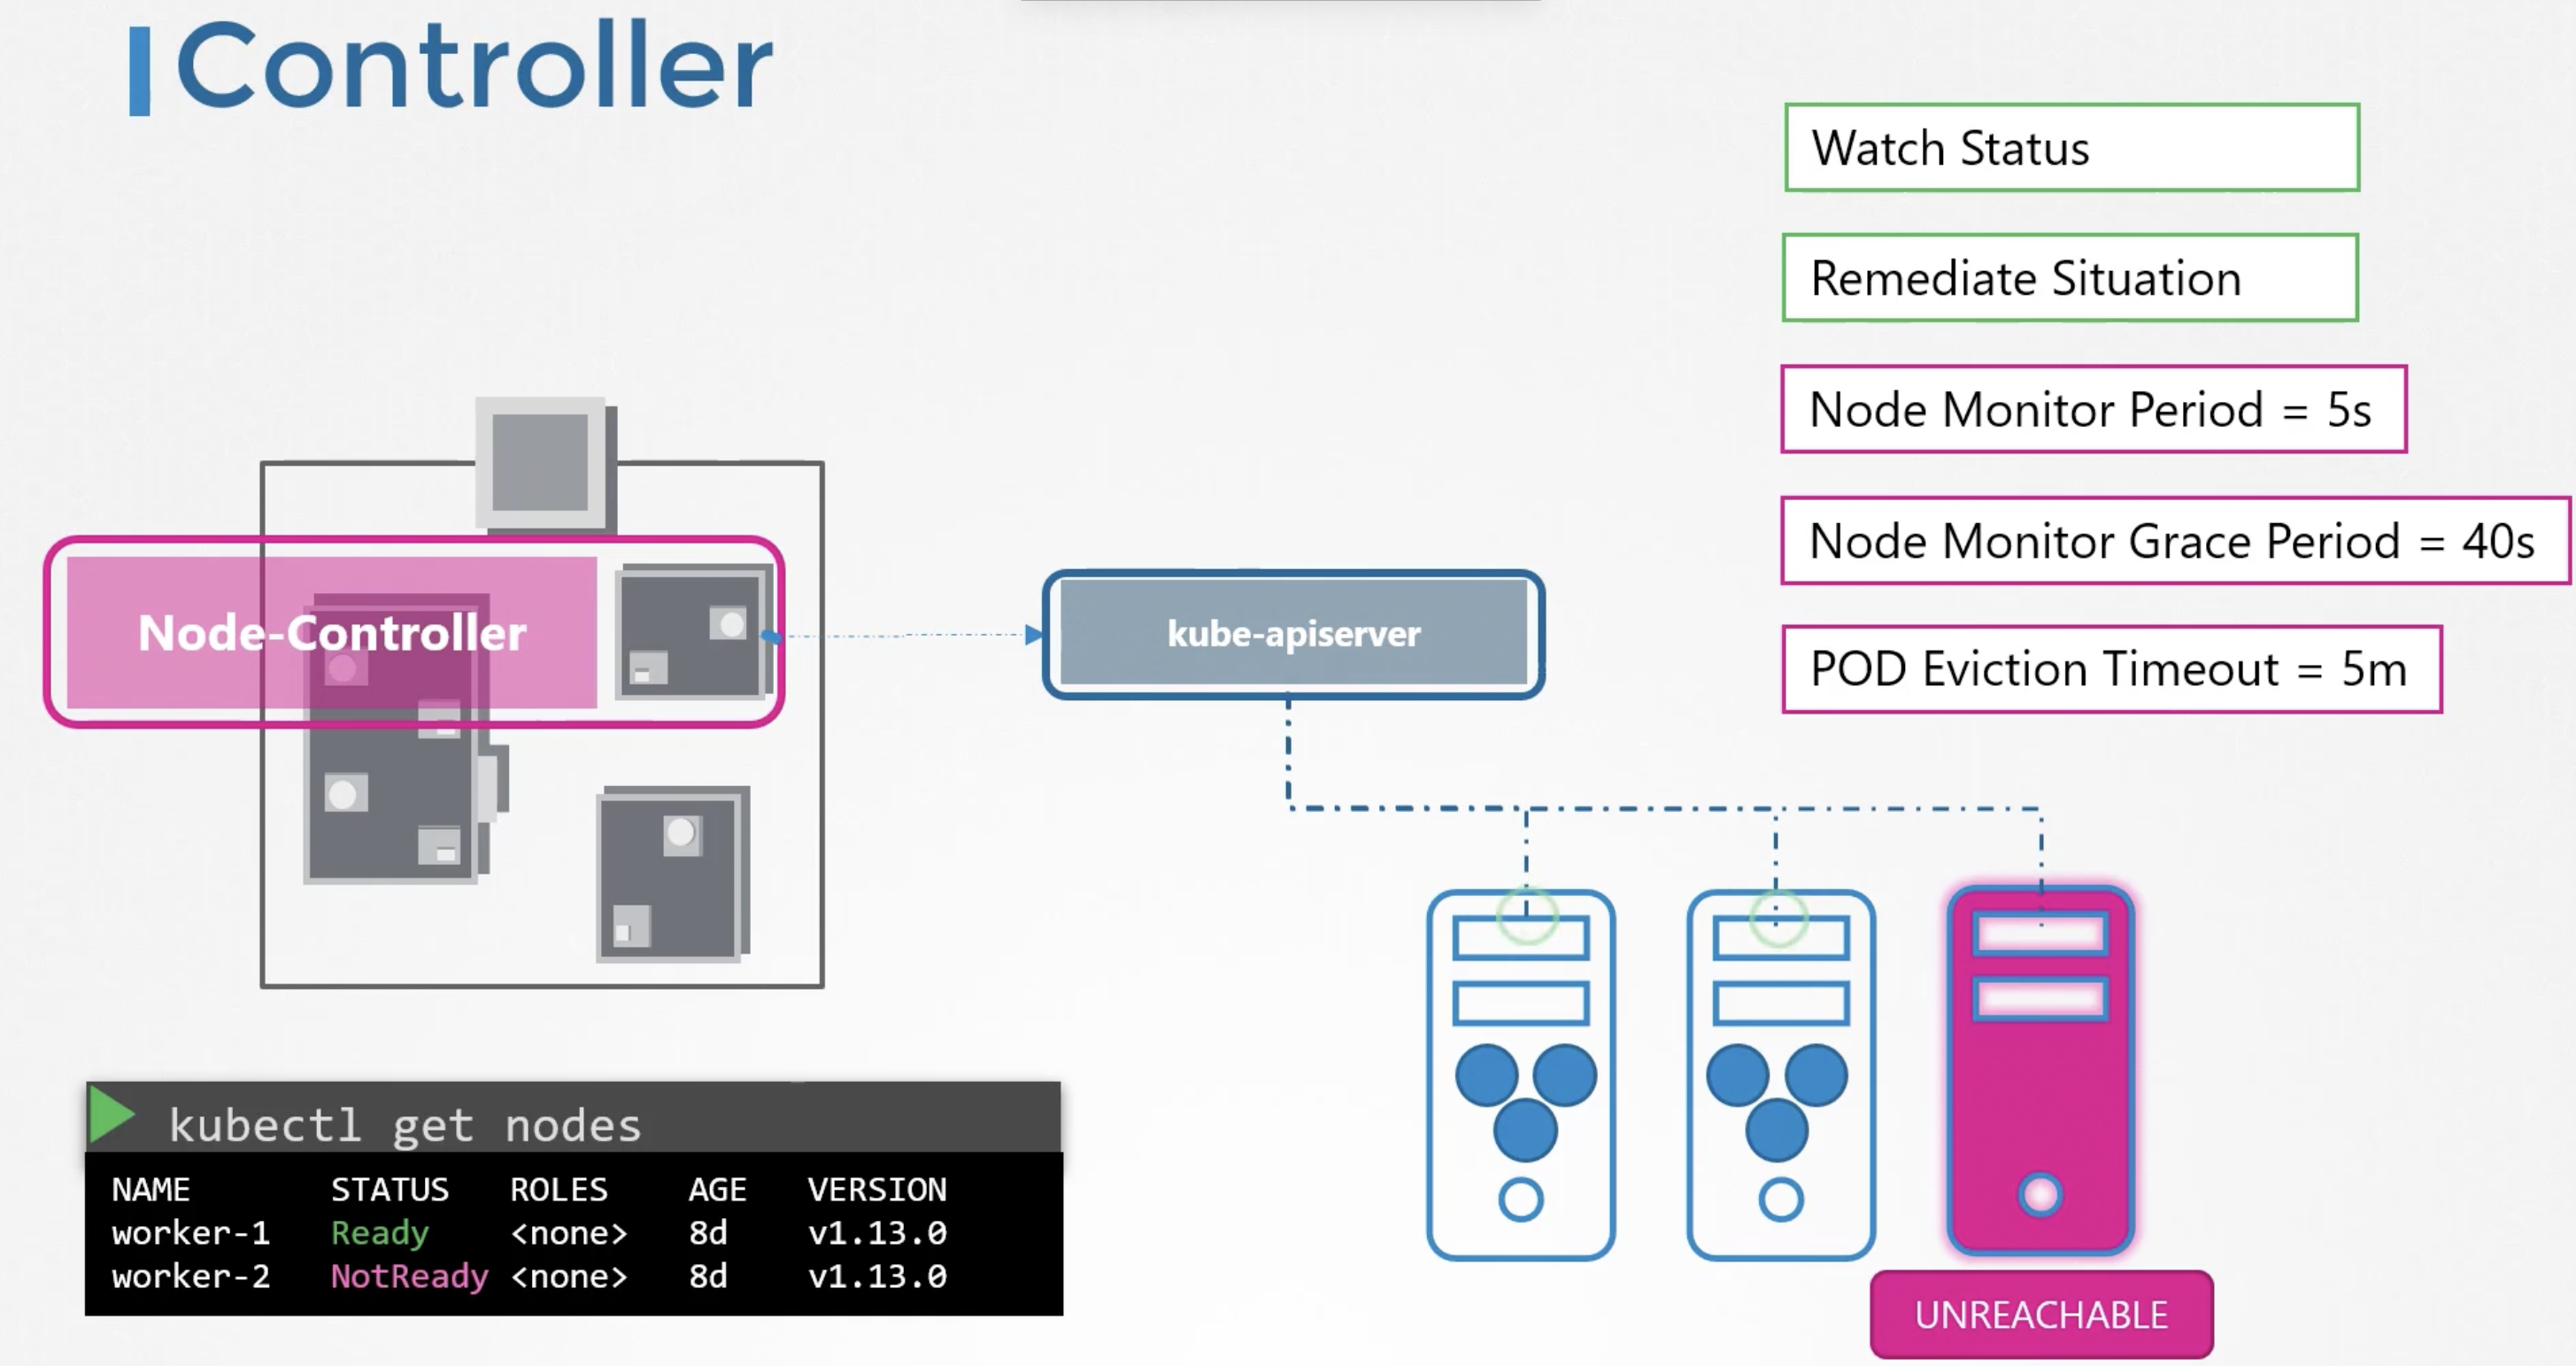 Controller
Watch Status
Remediate Situation
Node Monitor Period = 5s
Node Monitor Grace Period = 40s
POD Eviction Timeout = 5m
Node-Controller
kube-apiserver
kubectl get nodes
NAME STATUS ROLES AGE VERSION
worker-1 Ready <none> 8d v1.13.0
worker-2 NotReady <none> 8d v1.13.0
UNREACHABLE